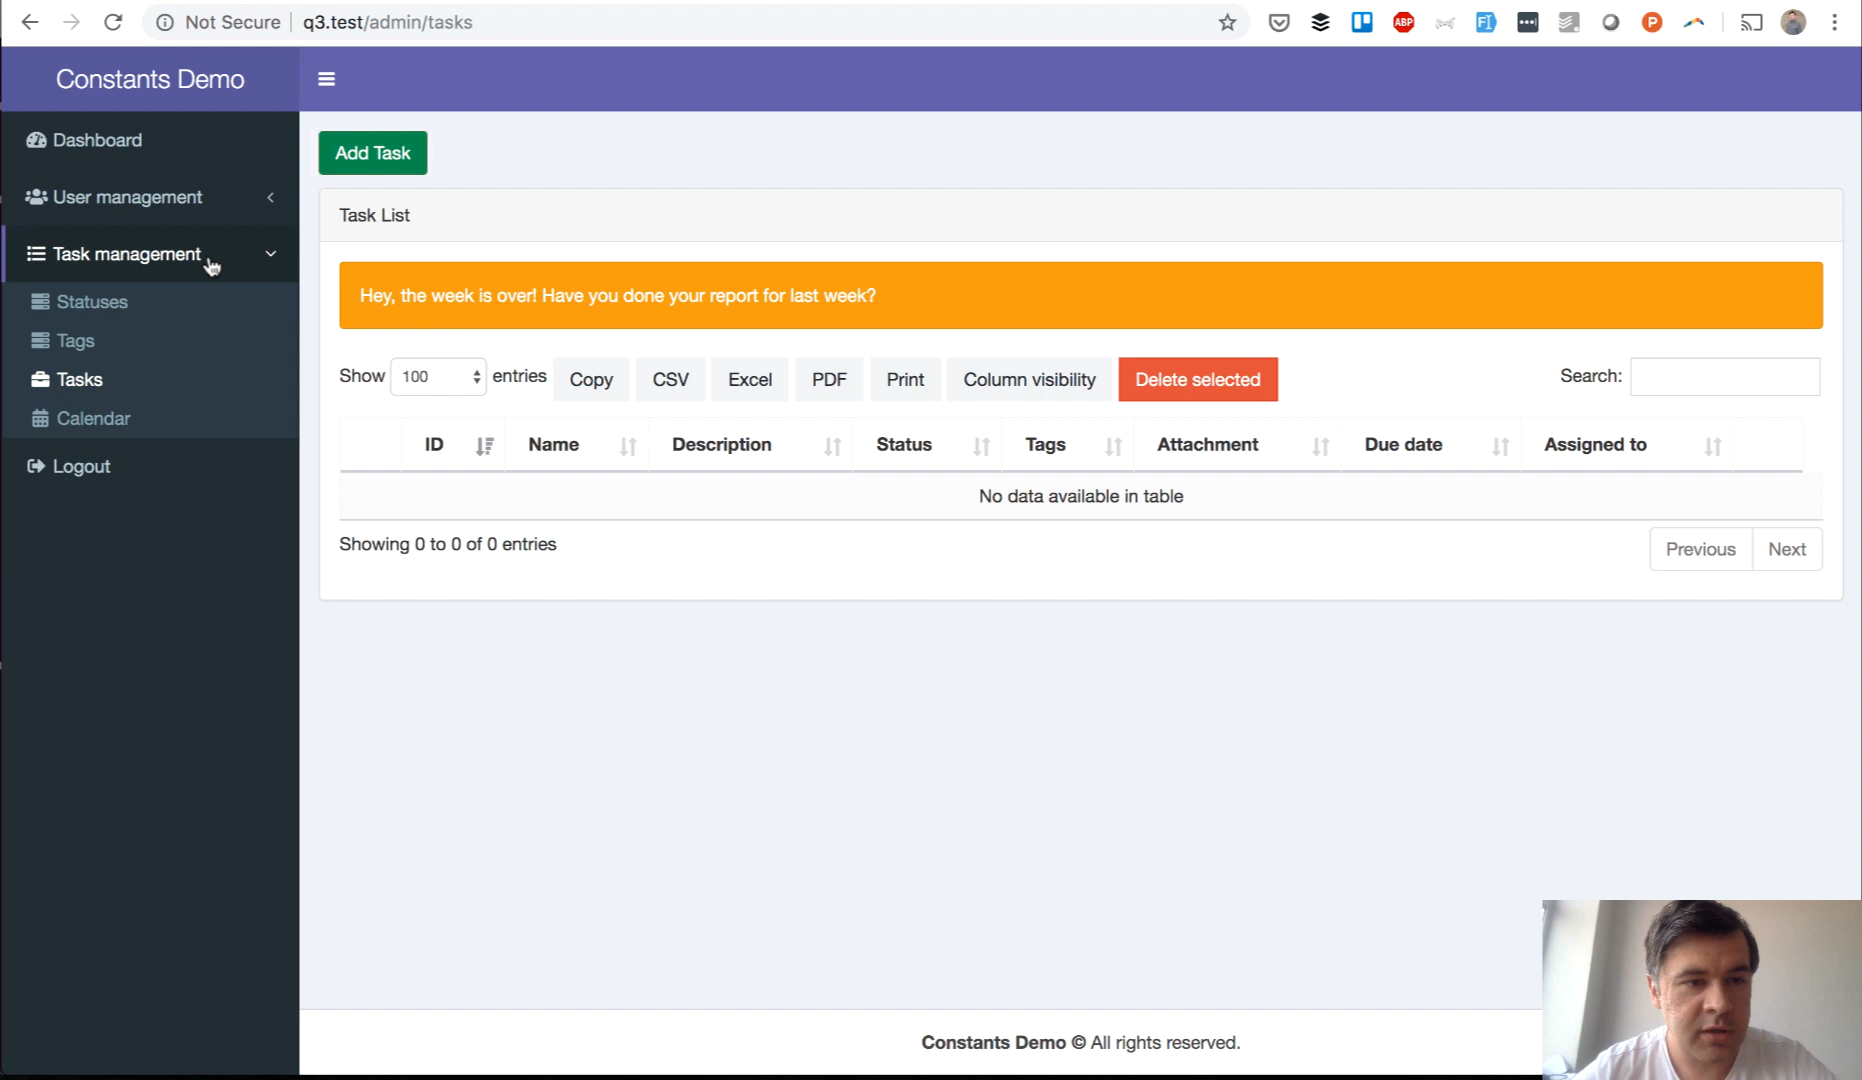 Not Secure q3.test/admin/tasks
ABP
P
Constants Demo
Dashboard
User management
Task management
Statuses
Tags
Tasks
Calendar
Logout
Add Task
Task List
Hey, the week is over! Have you done your report for last week?
Show 100 entries Copy CSV Excel PDF Print Column visibility Delete selected Search:
ID Name Description Status Tags Attachment Due date Assigned to
No data available in table
Showing 0 to 0 of 0 entries
Previous Next
Constants Demo © All rights reserved.